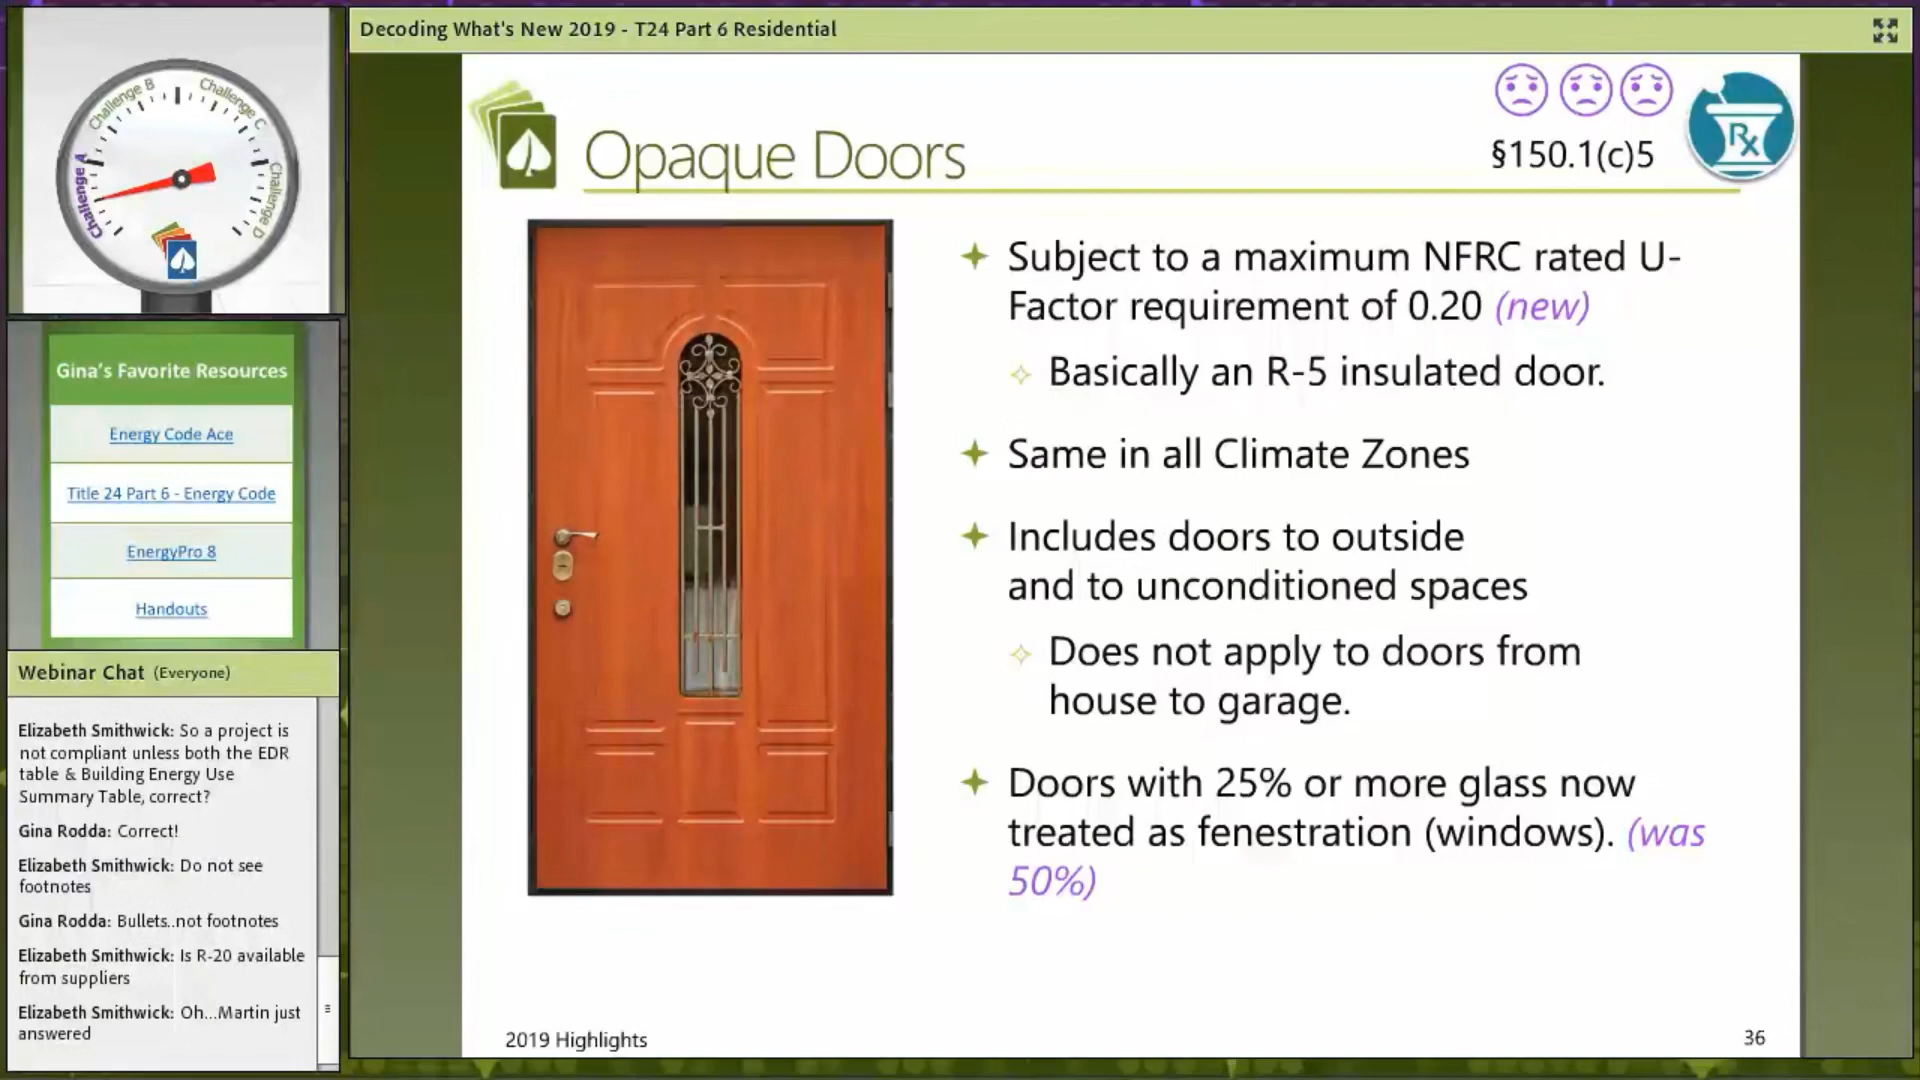 Decoding What's New 2019 - T24 Part 6 Residential
Challenge A
Challenge B
Challenge C
Challenge D
Gina's Favorite Resources
Energy Code Ace
Title 24 Part 6 - Energy Code
EnergyPro 8
Handouts
Webinar Chat (Everyone)
Elizabeth Smithwick: So a project is
not compliant unless both the EDR
table & Building Energy Use
Summary Table, correct?
Gina Rodda: Correct!
Elizabeth Smithwick: Do not see
footnotes
Gina Rodda: Bullets..not footnotes
Elizabeth Smithwick: Is R-20 available
from suppliers
Elizabeth Smithwick: Oh...Martin just
answered
Opaque Doors
§150.1(c)5
Rx
Subject to a maximum NFRC rated U-
Factor requirement of 0.20 (new)
Basically an R-5 insulated door.
Same in all Climate Zones
Includes doors to outside
and to unconditioned spaces
Does not apply to doors from
house to garage.
Doors with 25% or more glass now
treated as fenestration (windows). (was
50%)
2019 Highlights
36